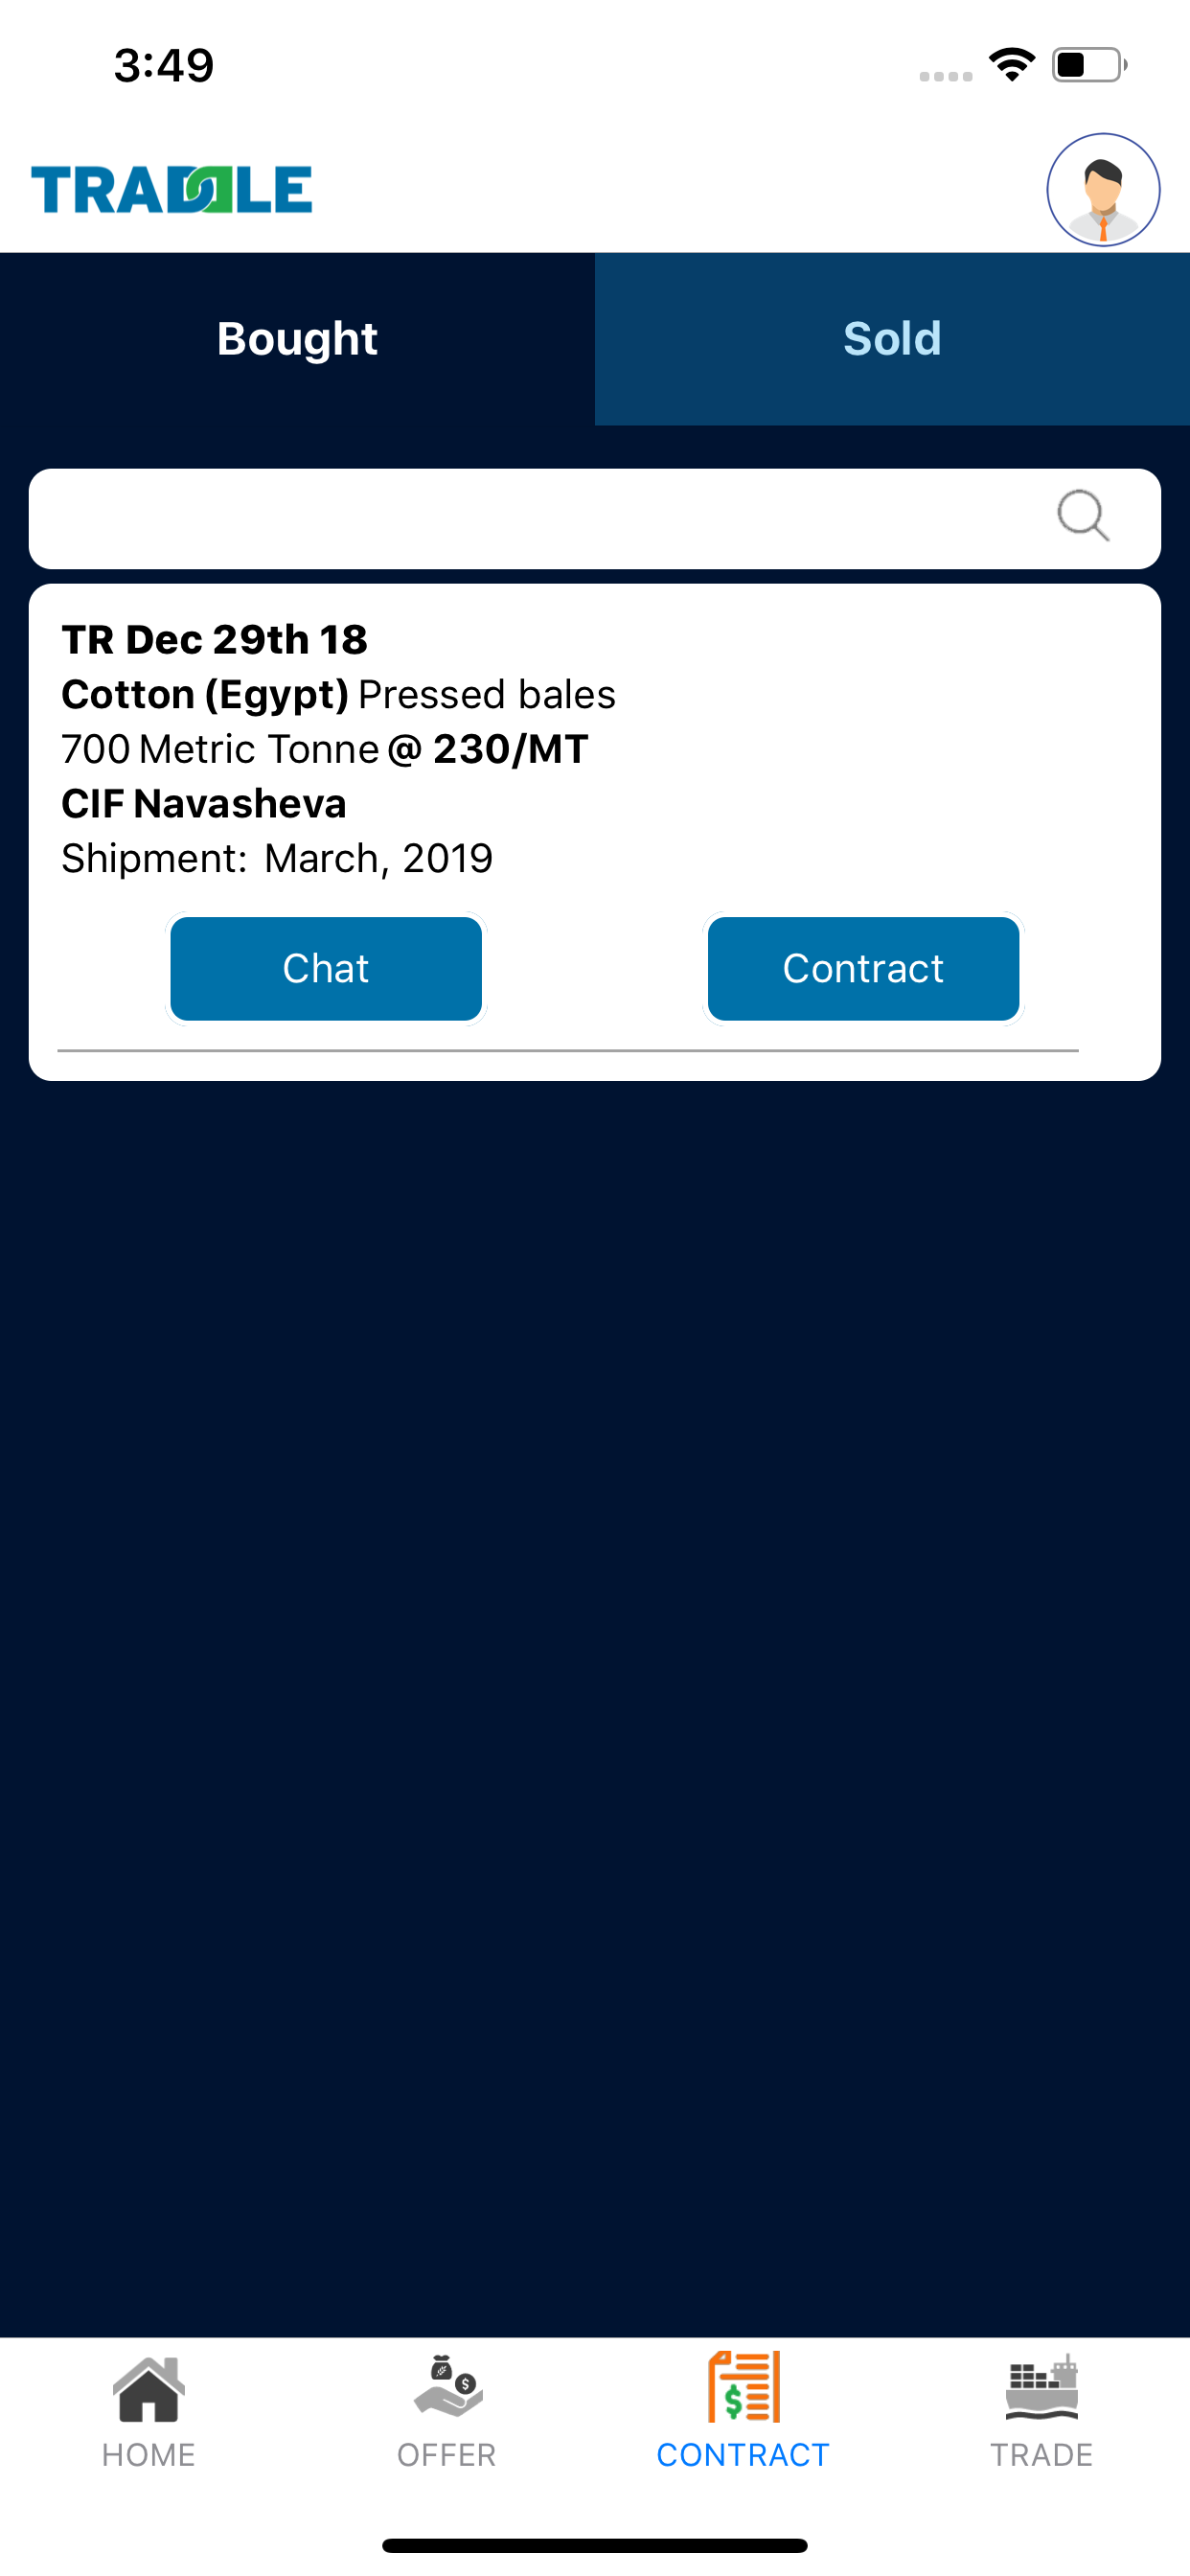 3:49
TRADDLE
Bought Sold
TR Dec 29th 18
Cotton (Egypt) Pressed bales
700 Metric Tonne @ 230/MT
CIF Navasheva
Shipment: March, 2019
Chat Contract
$ $
HOME OFFER CONTRACT TRADE